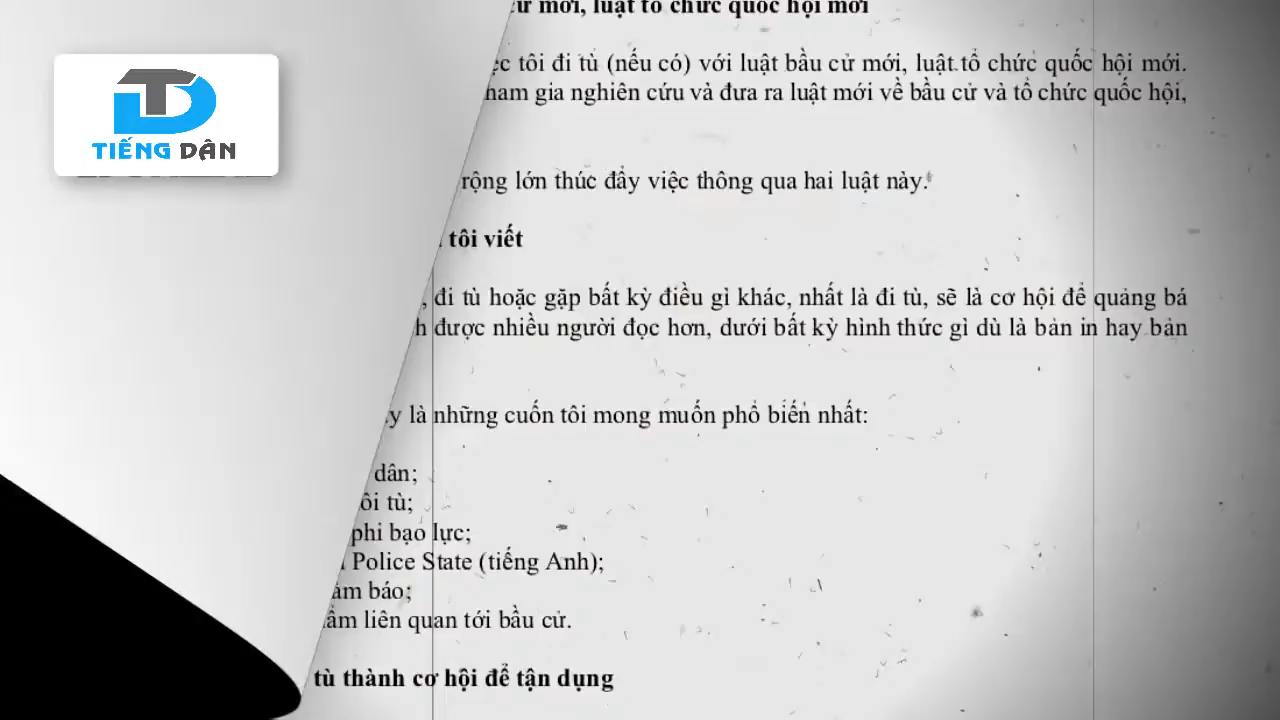 TIẾNG DÂN
mới, luật tổ chức quốc hội mới
tôi đi tù (nếu có) với luật bầu cử mới, luật tổ chức quốc hội mới.
gia nghiên cứu và đưa ra luật mới về bầu cử và tổ chức quốc hội,
rộng lớn thúc đẩy việc thông qua hai luật này.
tôi viết
đi tù hoặc gặp bất kỳ điều gì khác, nhất là đi tù, sẽ là cơ hội để quảng bá
được nhiều người đọc hơn, dưới bất kỳ hình thức gì dù là bản in hay bản
là những cuốn tôi mong muốn phổ biến nhất:
dân;
tù;
phi bạo lực;
Police State (tiếng Anh);
báo;
liên quan tới bầu cử.
tù thành cơ hội để tận dụng